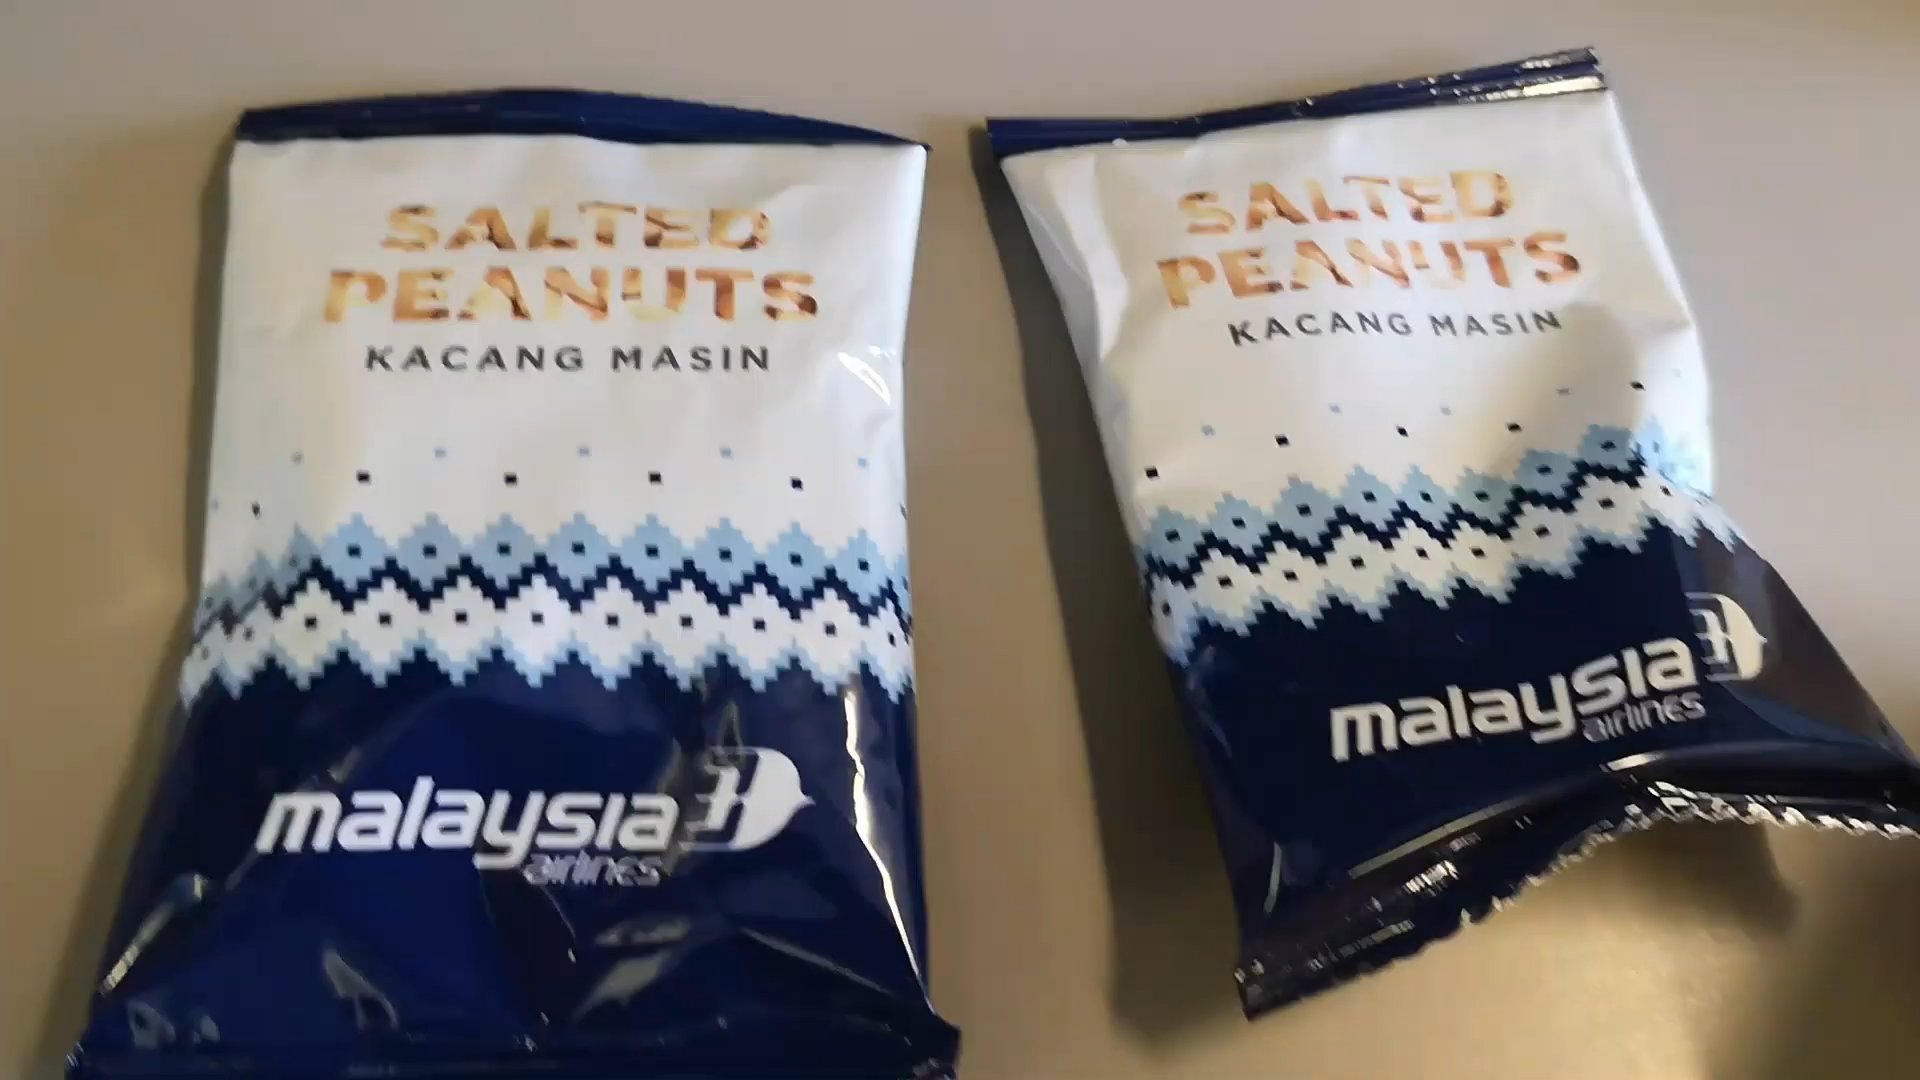 SALTED
PEANUTS
KACANG MASIN
malaysia
airlines
SALTED
PEANUTS
KACANG MASIN
malaysia
airlines